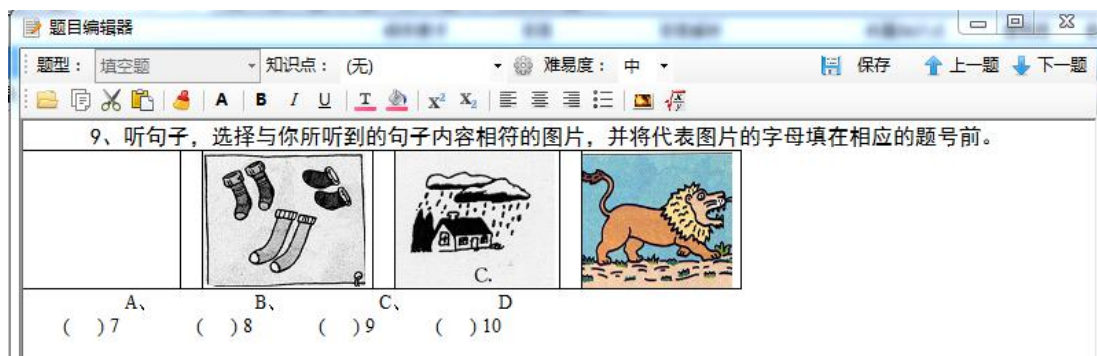 题目编辑器
题型： 填空题 知识点： (无) 难易度： 中 保存 上一题 下一题
A B I U T X² X₂
9、听句子，选择与你所听到的句子内容相符的图片，并将代表图片的字母填在相应的题号前。
C.
A、 B、 C、 D
( )7 ( )8 ( )9 ( )10